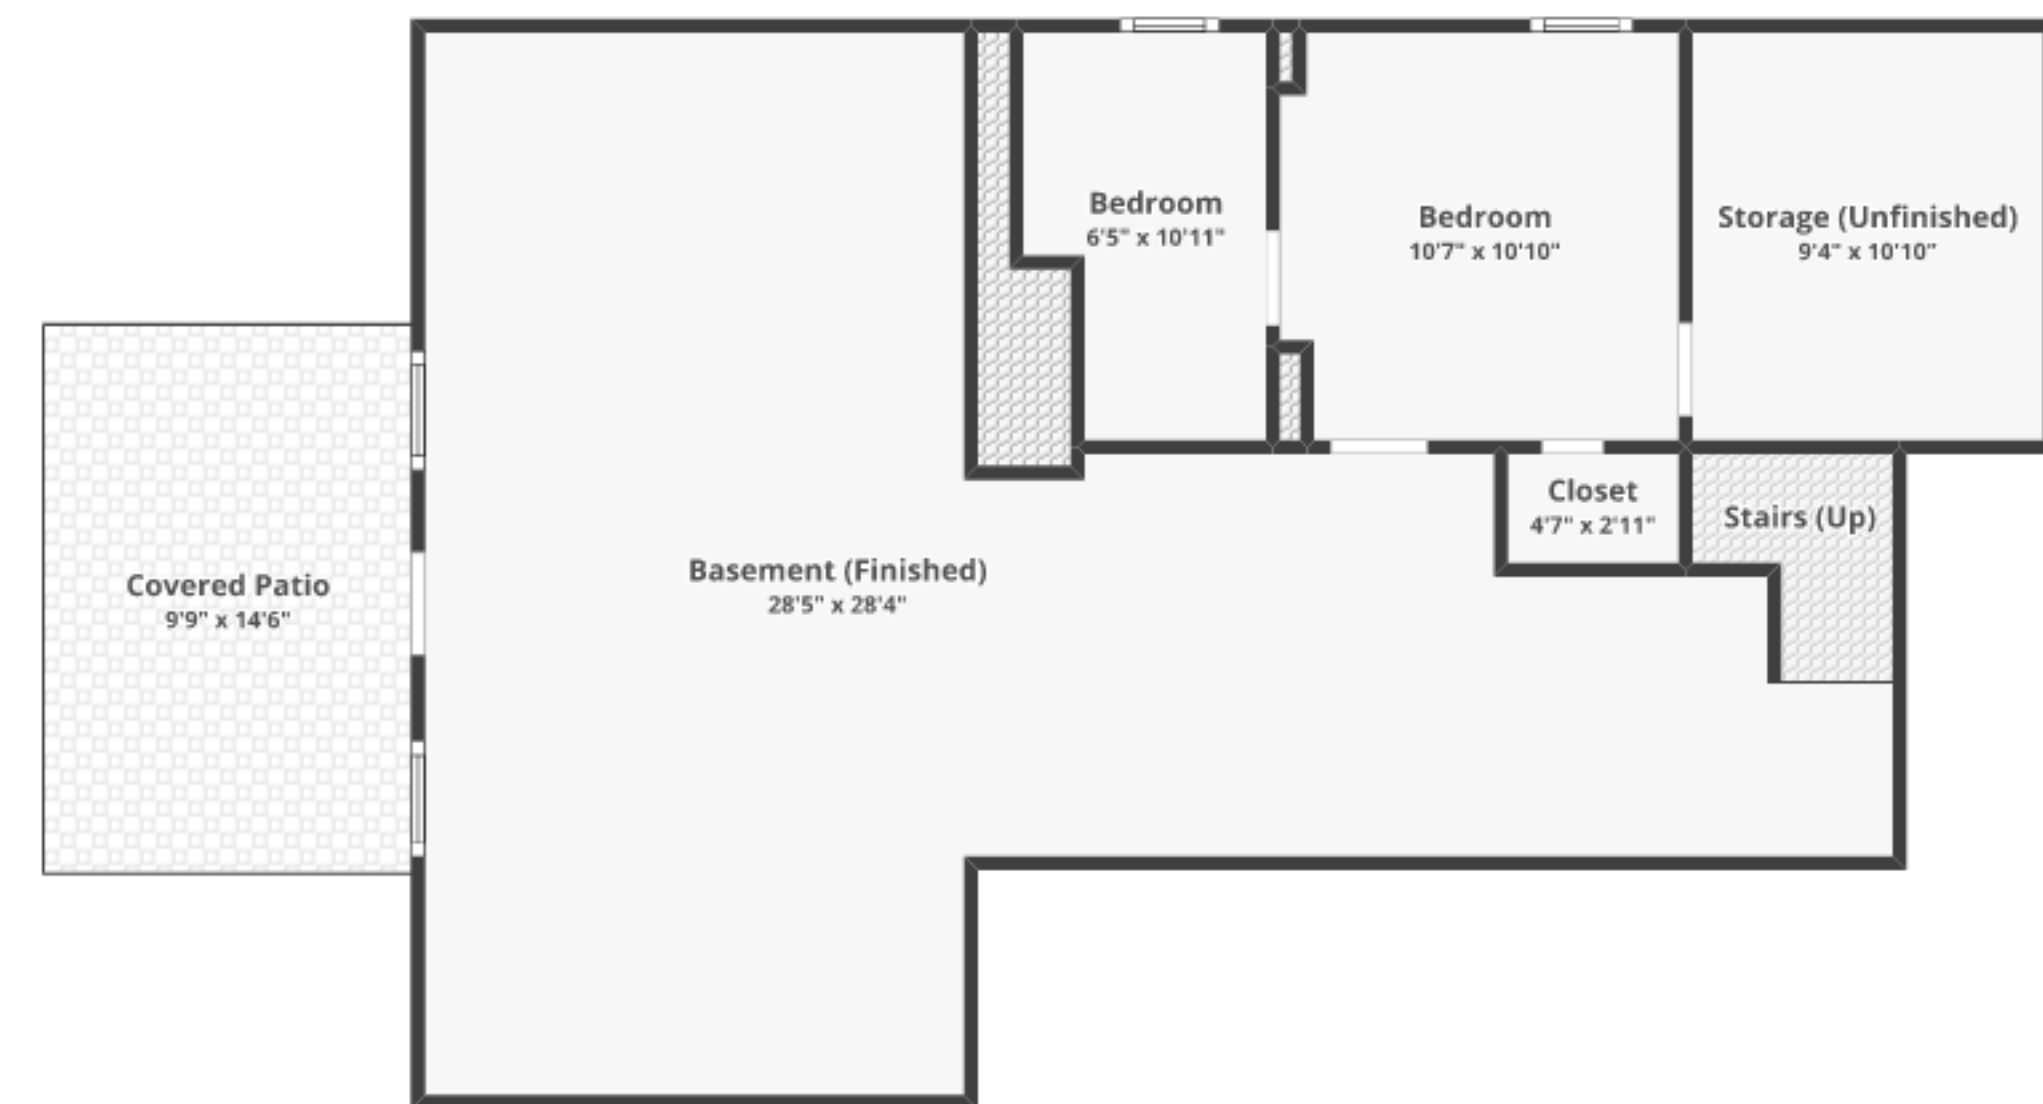 Bedroom
6'5" x 10'11"
Bedroom
10'7" x 10'10"
Storage (Unfinished)
9'4" x 10'10"
Closet
4'7" x 2'11"
Stairs (Up)
Basement (Finished)
28'5" x 28'4"
Covered Patio
9'9" x 14'6"